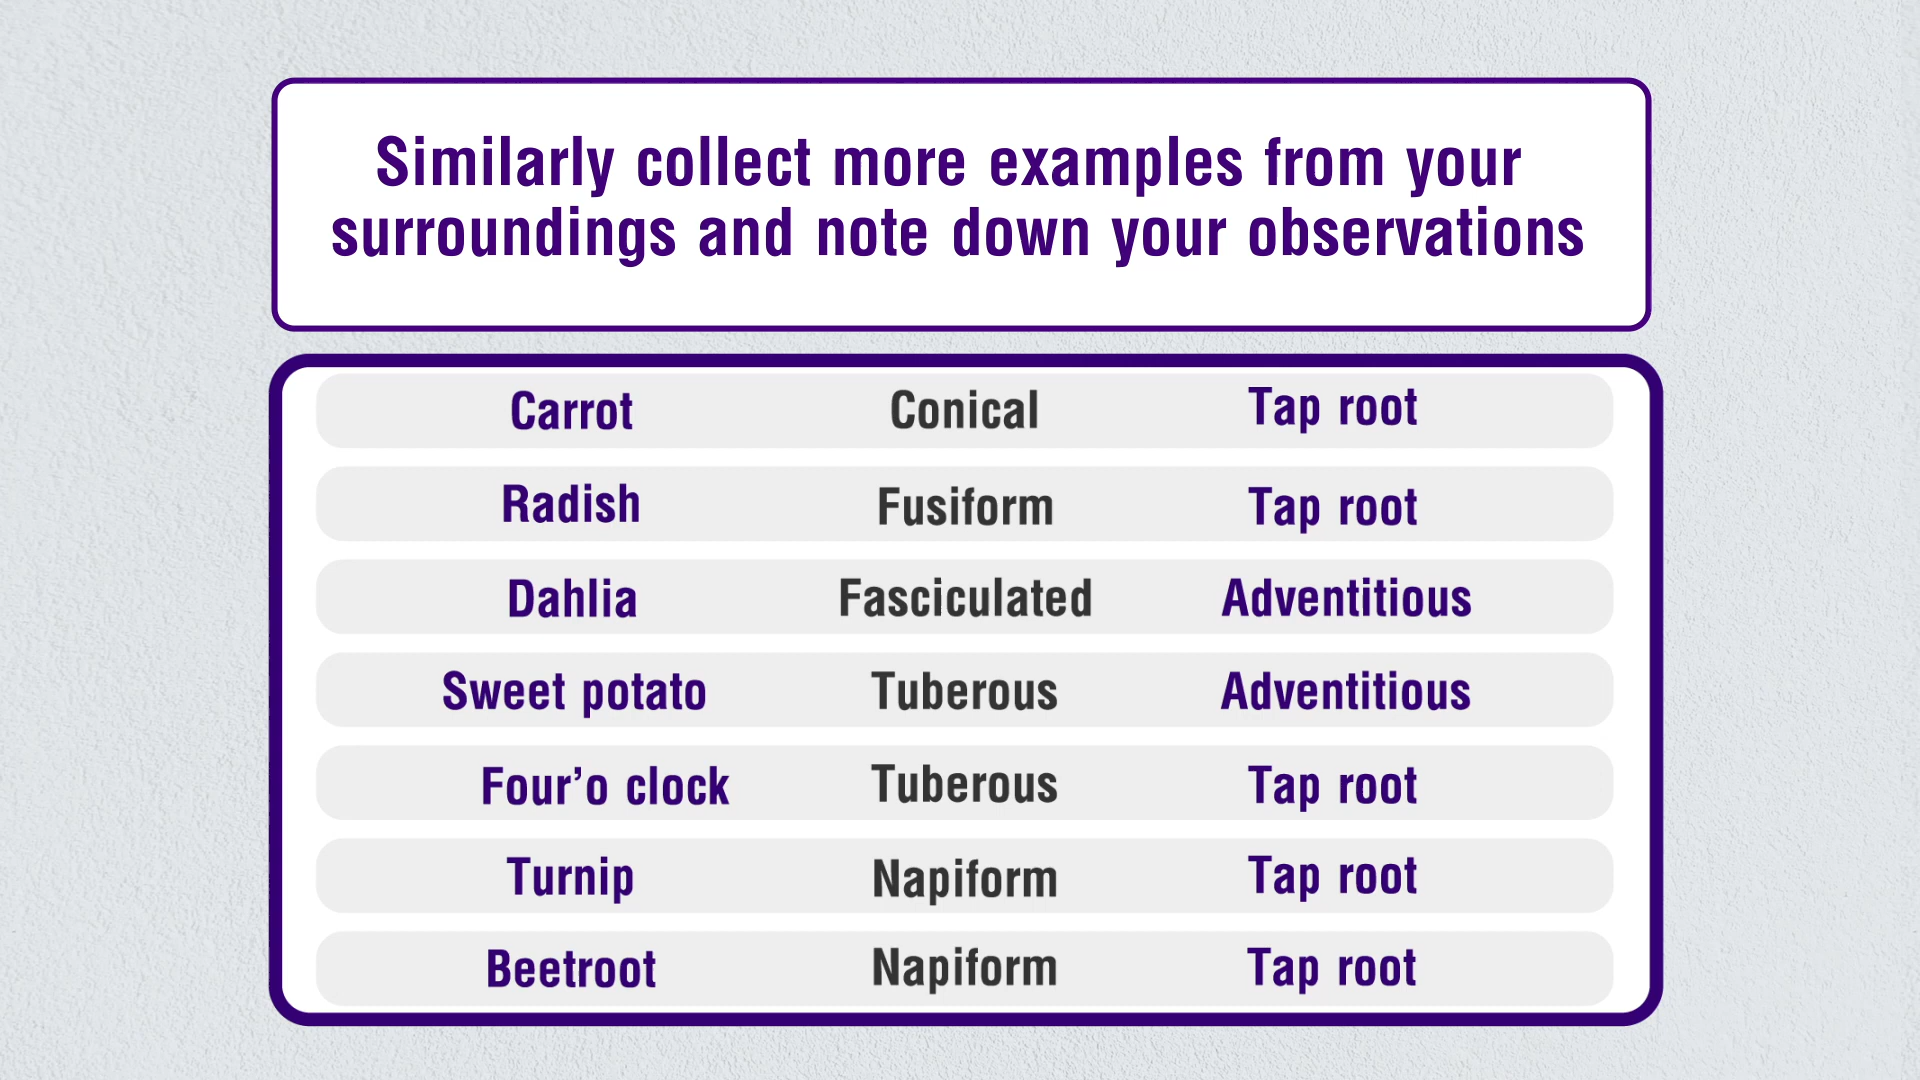 Similarly collect more examples from your
surroundings and note down your observations
Carrot Conical Tap root
Radish Fusiform Tap root
Dahlia Fasciculated Adventitious
Sweet potato Tuberous Adventitious
Four’o clock Tuberous Tap root
Turnip Napiform Tap root
Beetroot Napiform Tap root